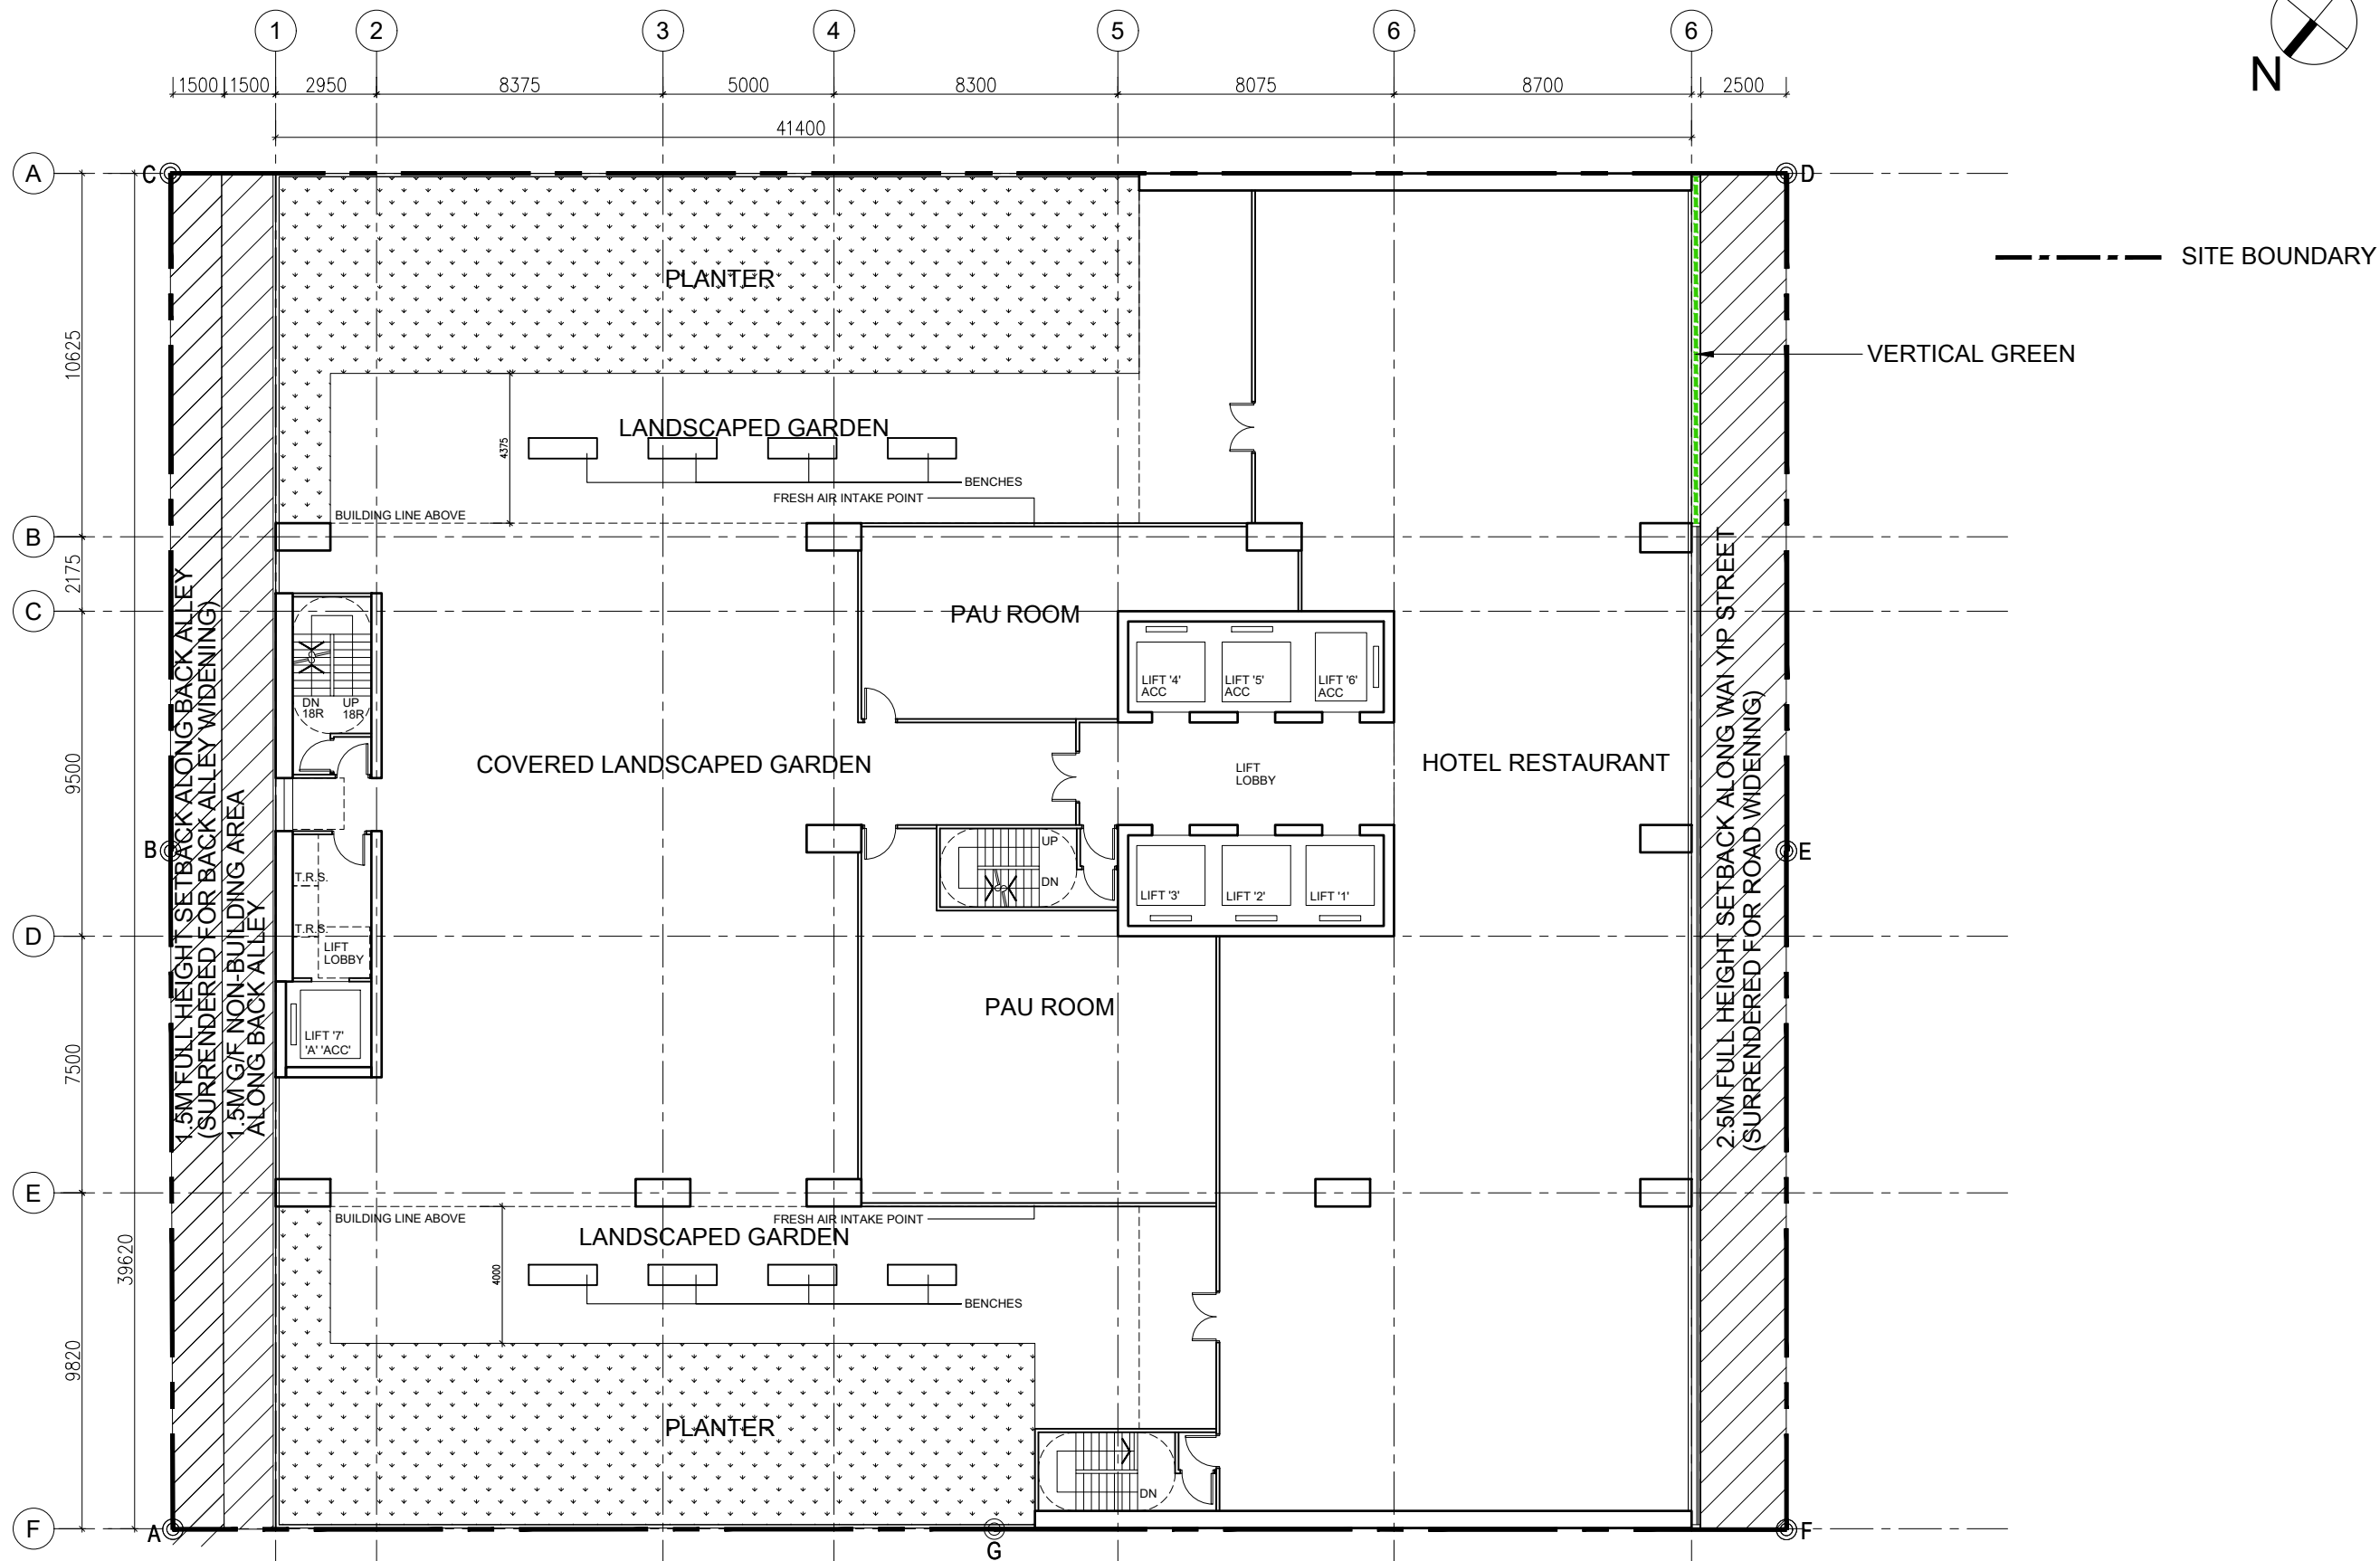 1
2
3
4
5
6
6
N
1500
1500
2950
8375
5000
8300
8075
8700
2500
41400
A
C
D
SITE BOUNDARY
PLANTER
10625
VERTICAL GREEN
LANDSCAPED GARDEN
4375
BENCHES
FRESH AIR INTAKE POINT
BUILDING LINE ABOVE
B
2175
C
PAU ROOM
LIFT '4'
ACC
LIFT '5'
ACC
LIFT '6'
ACC
DN
18R
UP
18R
9500
COVERED LANDSCAPED GARDEN
LIFT
LOBBY
HOTEL RESTAURANT
1.5M FULL HEIGHT SETBACK ALONG BACK ALLEY
(SURRENDERED FOR BACK ALLEY WIDENING)
1.5M G/F NON-BUILDING AREA
ALONG BACK ALLEY
2.5M FULL HEIGHT SETBACK ALONG WAI YIP STREET
(SURRENDERED FOR ROAD WIDENING)
B
E
UP
DN
T.R.S.
LIFT '3'
LIFT '2'
LIFT '1'
D
T.R.S.
LIFT
LOBBY
PAU ROOM
LIFT '7'
'A' 'ACC'
7500
E
BUILDING LINE ABOVE
FRESH AIR INTAKE POINT
LANDSCAPED GARDEN
39620
4000
BENCHES
9820
PLANTER
DN
F
A
G
F